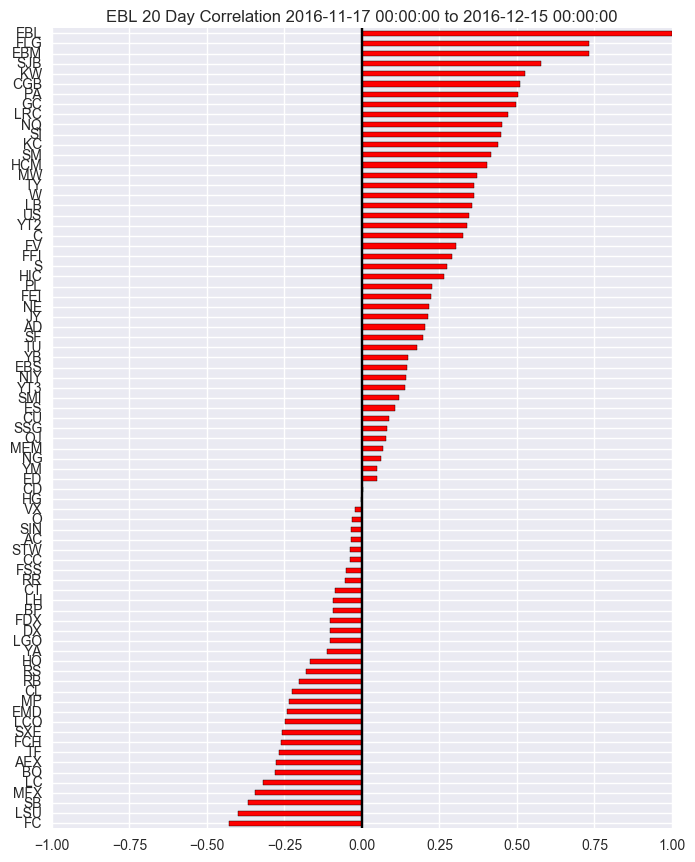 EBL 20 Day Correlation 2016-11-17 00:00:00 to 2016-12-15 00:00:00
EBL
FLG
EBM
SJB
KW
CGB
PA
GC
LRC
NQ
SI
KC
SM
HCM
MW
TY
W
LB
US
YT2
C
FV
FFI
S
HIC
PL
FEI
NE
JY
AD
SF
TU
YB
EBS
NIY
YT3
SMI
ES
CU
SSG
OJ
MEM
NG
YM
ED
CD
HG
VX
O
SIN
AC
STW
CC
FSS
RR
CT
LH
BP
FDX
DX
LGO
YA
HO
BS
RB
CL
MP
EMD
LCO
SXE
FCH
TF
AEX
BO
LC
MFX
SB
LSU
FC
−1.00 −0.75 −0.50 −0.25 0.00 0.25 0.50 0.75 1.00